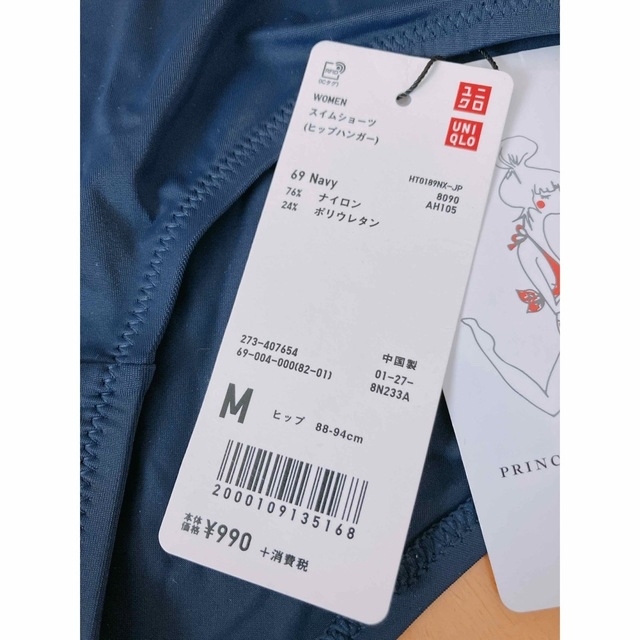 RFID
(ICタグ)
WOMEN
スイムショーツ
(ヒップハンガー)
ユニ
クロ
UNI
QLO
69 Navy
76% ナイロン
24% ポリウレタン
HT0189NX-JP
8090
AH105
273-407654
69-004-000(82-01)
中国製
01-27-
8N233A
M ヒップ 88-94cm
2000109135168
本体
価格 ¥990 +消費税
PRINC